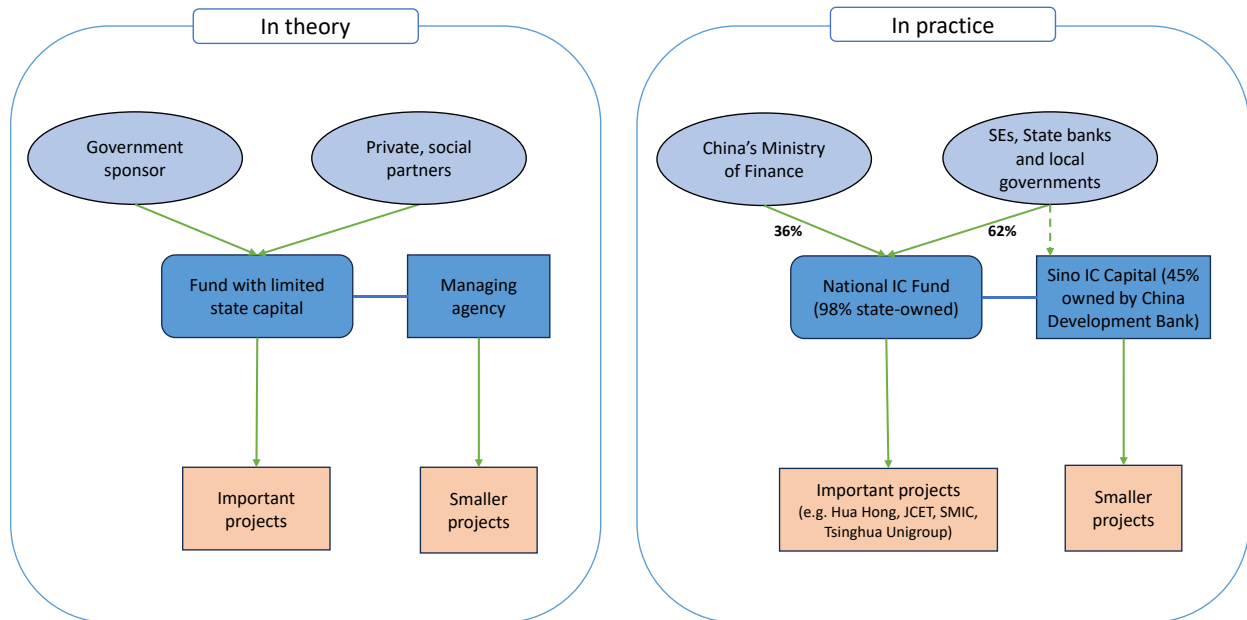 In theory
Government
sponsor
Private, social
partners
Fund with limited
state capital
Managing
agency
Important
projects
Smaller
projects
In practice
China's Ministry
of Finance
SEs, State banks
and local
governments
36%
62%
National IC Fund
(98% state-owned)
Sino IC Capital (45%
owned by China
Development Bank)
Important projects
(e.g. Hua Hong, JCET, SMIC,
Tsinghua Unigroup)
Smaller
projects